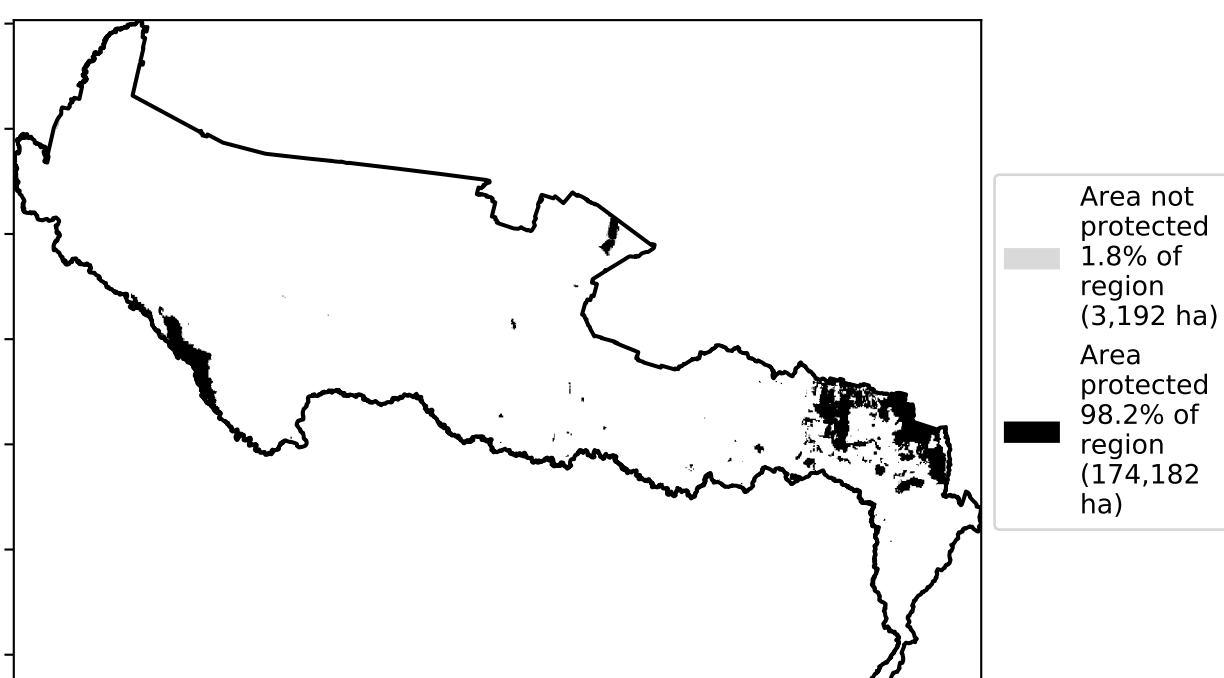 Area not
protected
1.8% of
region
(3,192 ha)
Area
protected
98.2% of
region
(174,182
ha)